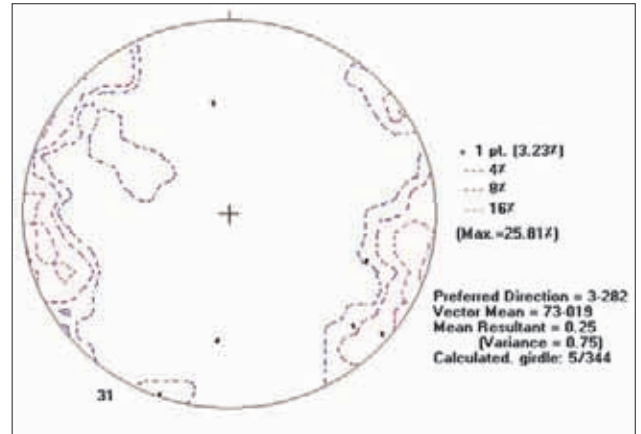 • 1 pt. (3.23%)
4%
8%
16%
(Max.=25.81%)
Preferred Direction = 3-282
Vector Mean = 73-019
Mean Resultant = 0.25
(Variance = 0.75)
Calculated. girdle: 5/344
31